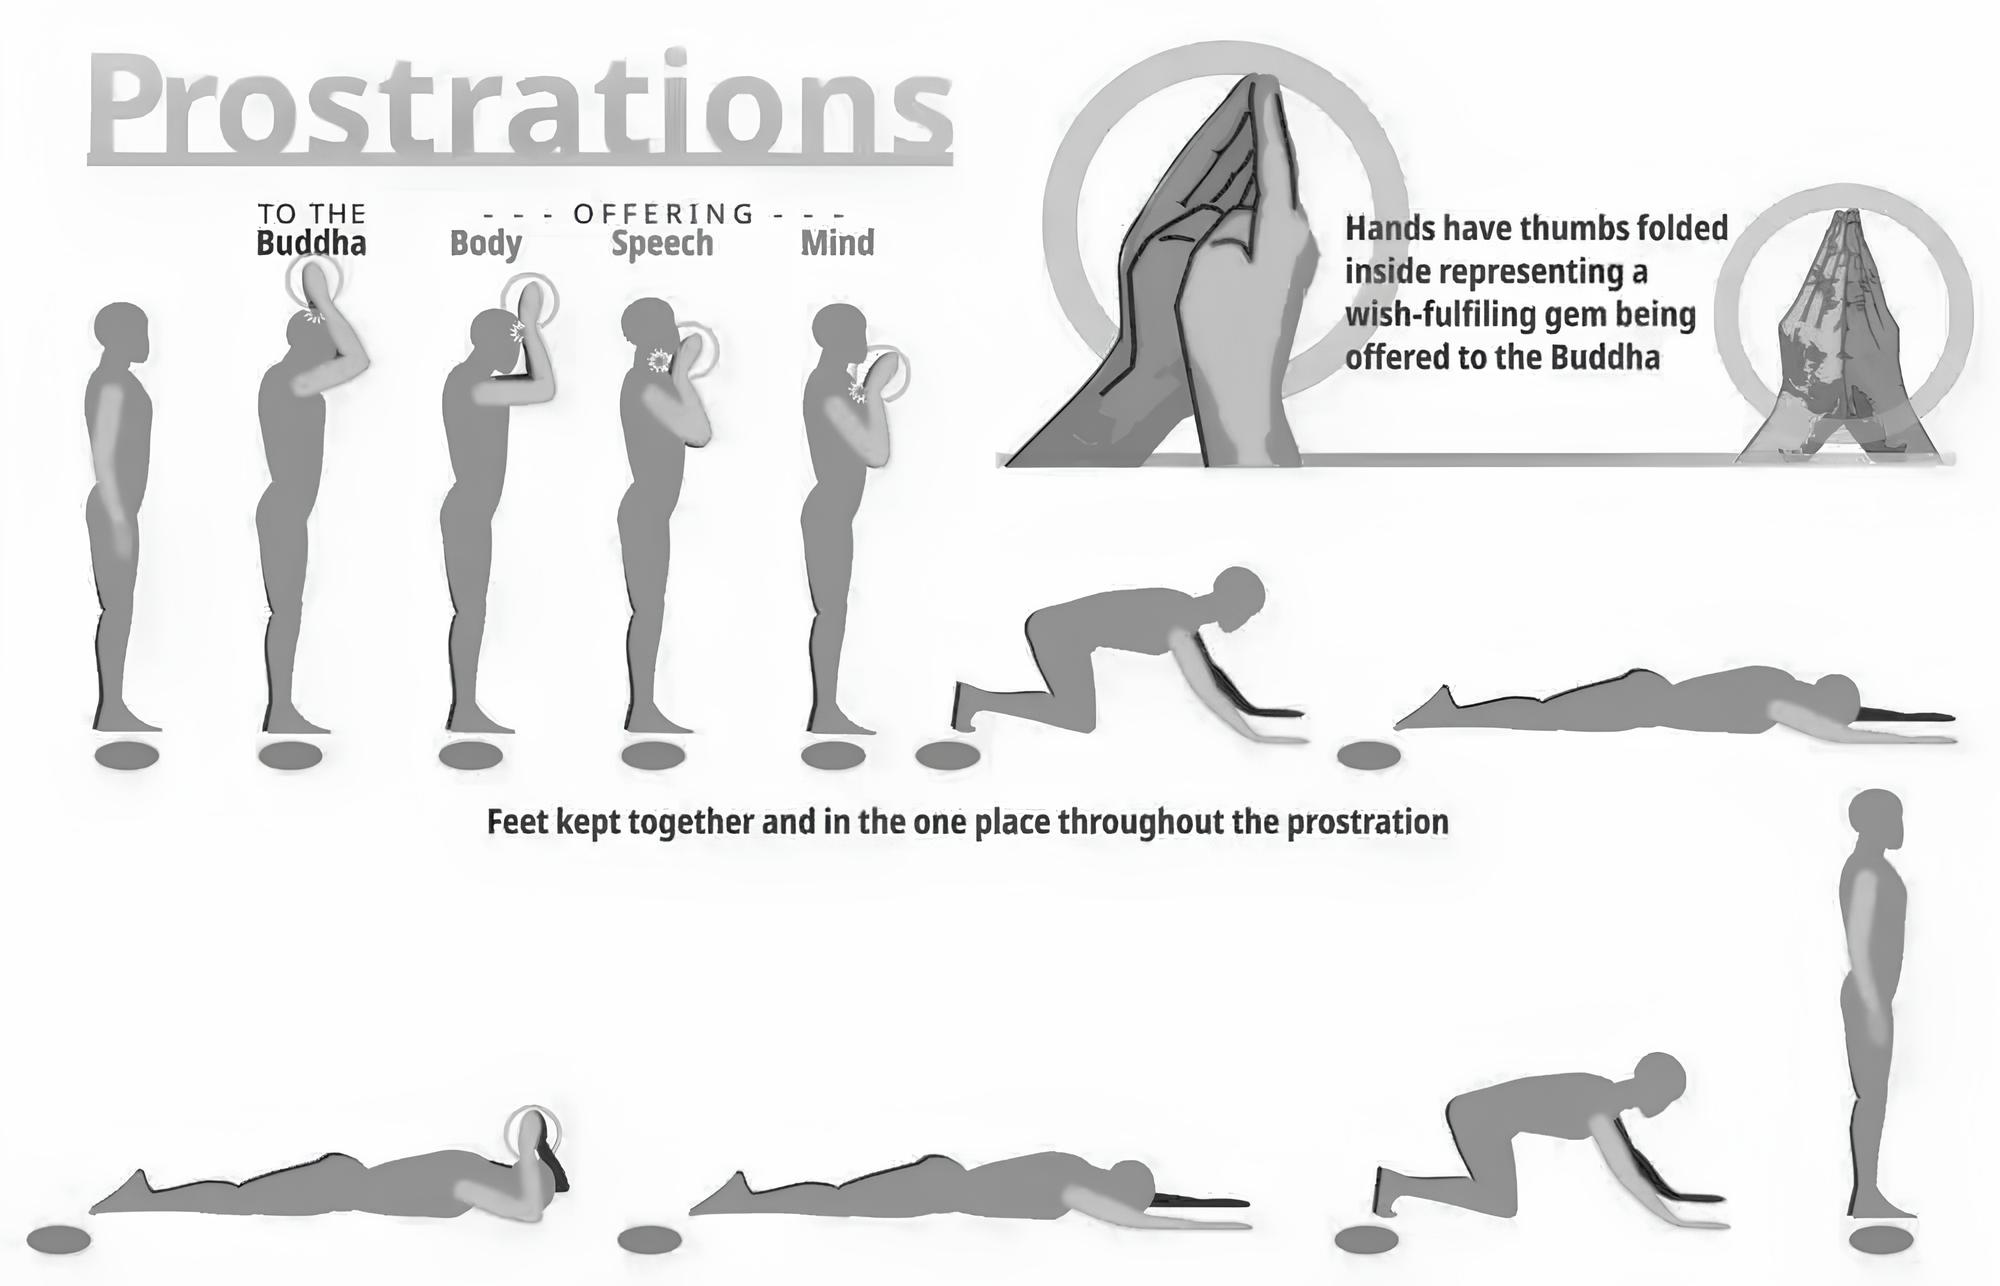 Prostrations
TO THE
Buddha
- - - OFFERING - - -
Body Speech Mind
Hands have thumbs folded
inside representing a
wish-fulfiling gem being
offered to the Buddha
Feet kept together and in the one place throughout the prostration